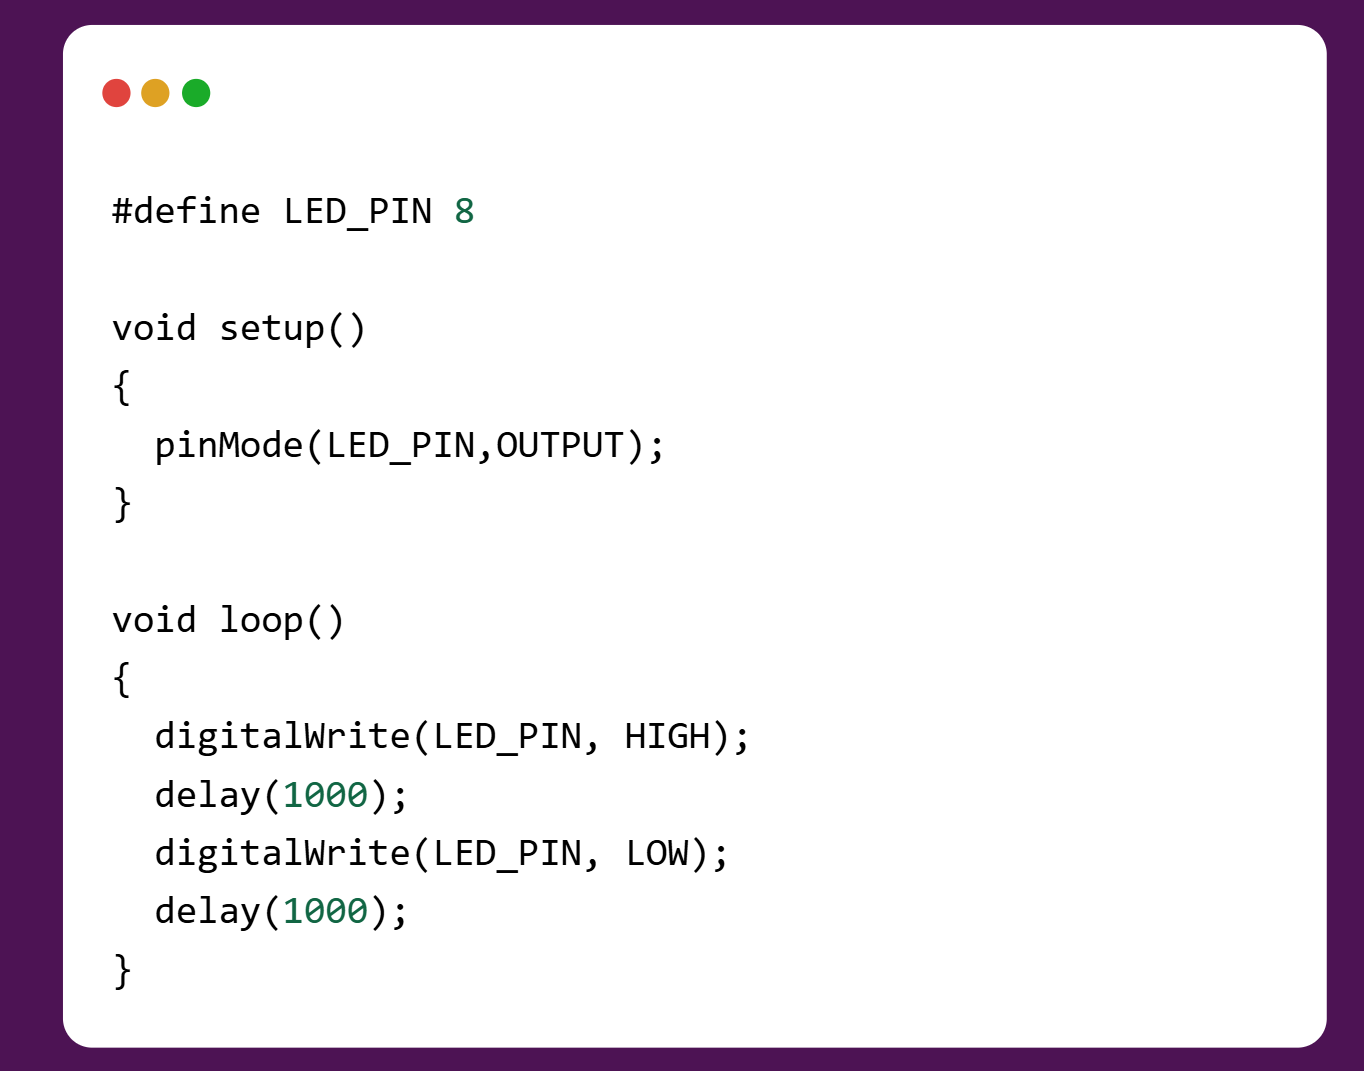 #define LED_PIN 8

void setup()
{
  pinMode(LED_PIN,OUTPUT);
}

void loop()
{
  digitalWrite(LED_PIN, HIGH);
  delay(1000);
  digitalWrite(LED_PIN, LOW);
  delay(1000);
}